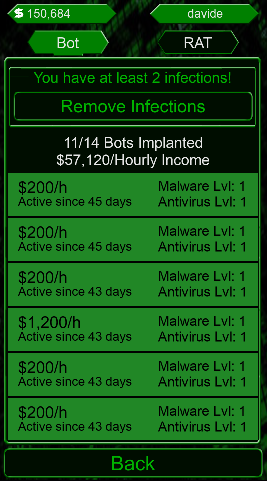 $ 150,684
davide
Bot
RAT
You have at least 2 infections!
Remove Infections
11/14 Bots Implanted
$57,120/Hourly Income
$200/h
Malware Lvl: 1
Active since 45 days
Antivirus Lvl: 1
$200/h
Malware Lvl: 1
Active since 45 days
Antivirus Lvl: 1
$200/h
Malware Lvl: 1
Active since 43 days
Antivirus Lvl: 1
$1,200/h
Malware Lvl: 1
Active since 43 days
Antivirus Lvl: 1
$200/h
Malware Lvl: 1
Active since 43 days
Antivirus Lvl: 1
$200/h
Malware Lvl: 1
Active since 43 days
Antivirus Lvl: 1
Back